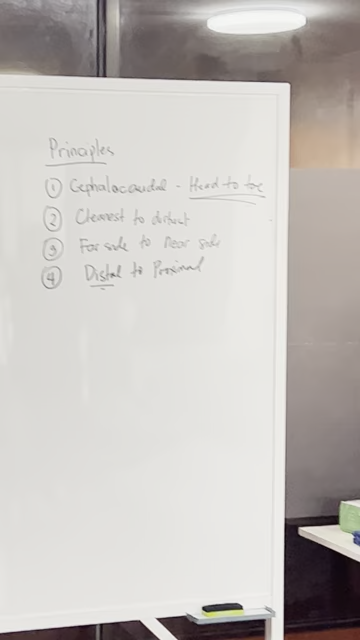 Principles
① Cephalocaudal - Head to toe
② Cleanest to dirtiest
③ Far side to near side
④ Distal to Proximal